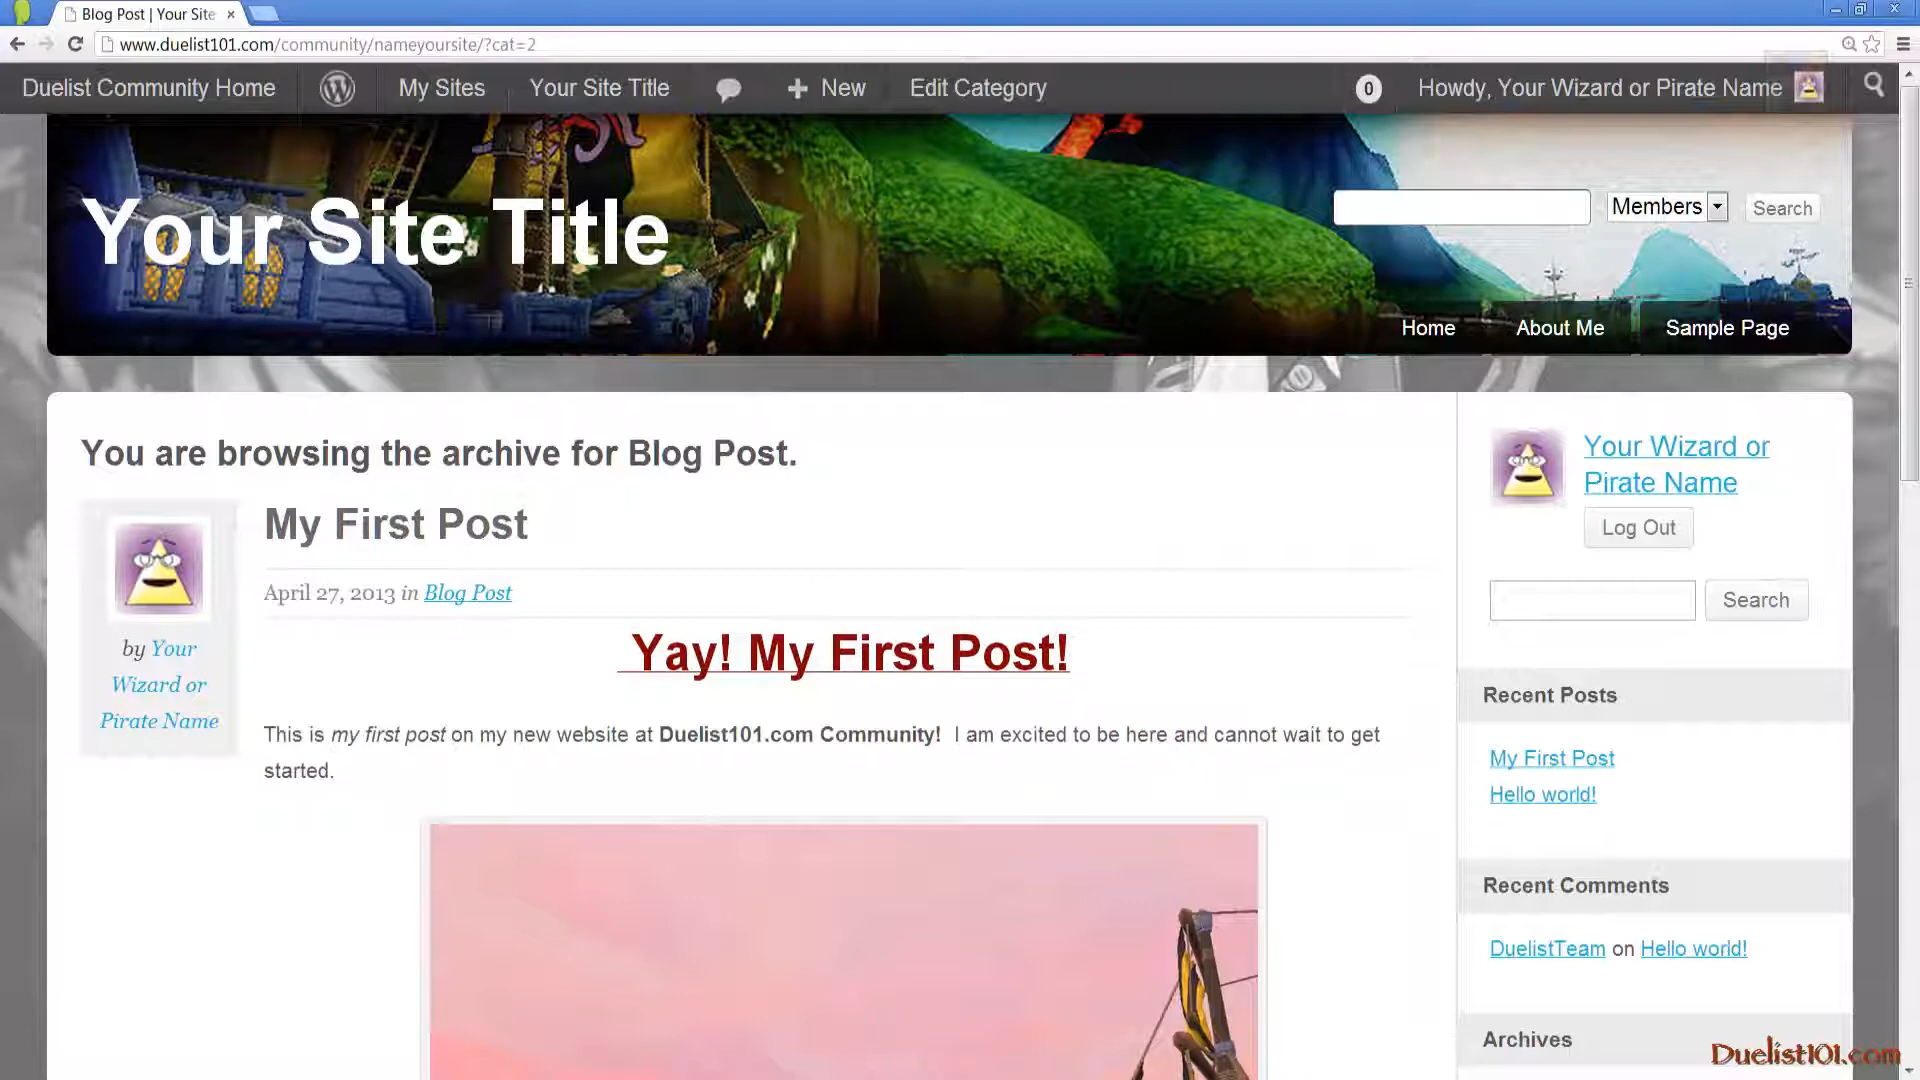 Blog Post | Your Site
www.duelist101.com/community/nameyoursite/?cat=2
Duelist Community Home My Sites Your Site Title New Edit Category 0 Howdy, Your Wizard or Pirate Name
Your Site Title
Members Search
Home About Me Sample Page
You are browsing the archive for Blog Post.
My First Post
April 27, 2013 in Blog Post
by Your
Wizard or
Pirate Name
Yay! My First Post!
This is my first post on my new website at Duelist101.com Community! I am excited to be here and cannot wait to get
started.
Your Wizard or
Pirate Name
Log Out
Search
Recent Posts
My First Post
Hello world!
Recent Comments
DuelistTeam on Hello world!
Archives
Duelist101.com